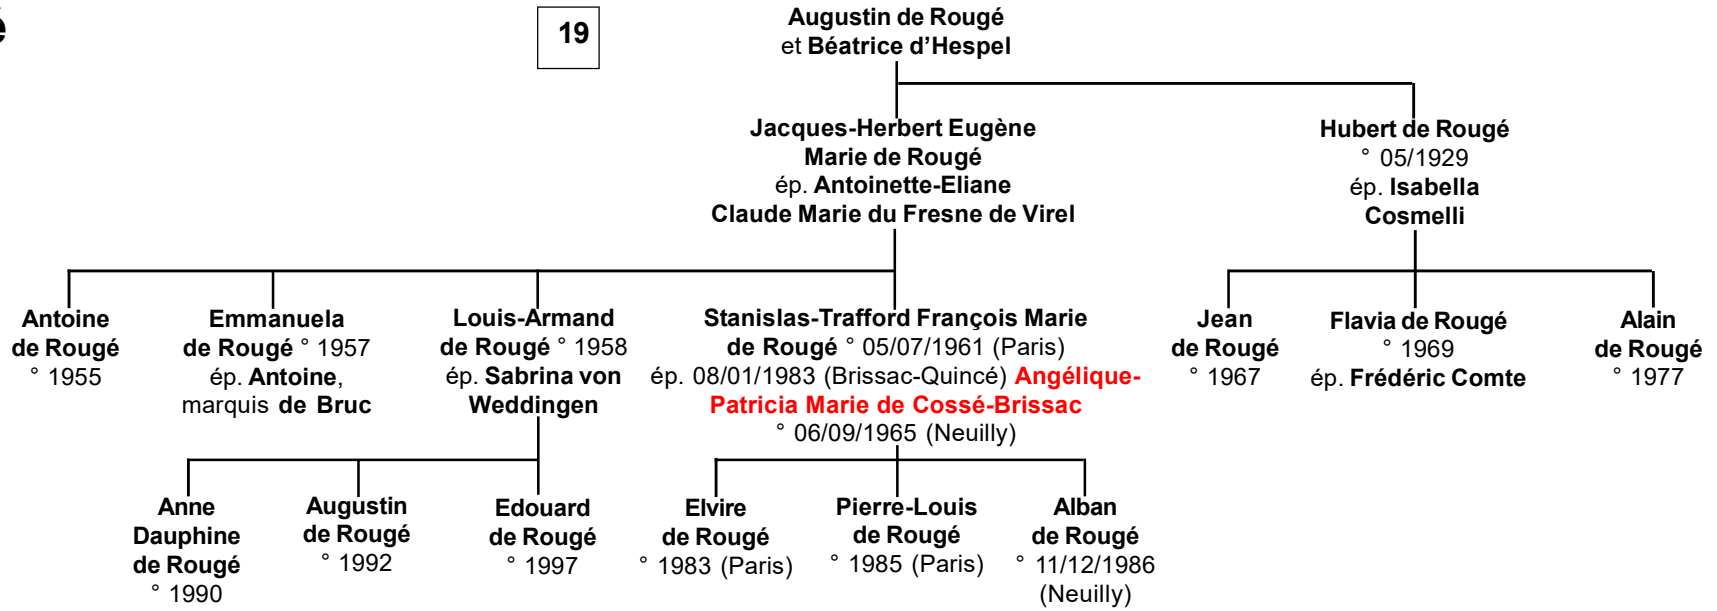 é
19
Augustin de Rougé
et Béatrice d'Hespel
Jacques-Herbert Eugène
Marie de Rougé
ép. Antoinette-Eliane
Claude Marie du Fresne de Virel
Hubert de Rougé
° 05/1929
ép. Isabella
Cosmelli
Antoine
de Rougé
° 1955
Emmanuela
de Rougé ° 1957
ép. Antoine,
marquis de Bruc
Louis-Armand
de Rougé ° 1958
ép. Sabrina von
Weddingen
Stanislas-Trafford François Marie
de Rougé ° 05/07/1961 (Paris)
ép. 08/01/1983 (Brissac-Quincé) Angélique-
Patricia Marie de Cossé-Brissac
° 06/09/1965 (Neuilly)
Jean
de Rougé
° 1967
Flavia de Rougé
° 1969
ép. Frédéric Comte
Alain
de Rougé
° 1977
Anne
Dauphine
de Rougé
° 1990
Augustin
de Rougé
° 1992
Edouard
de Rougé
° 1997
Elvire
de Rougé
° 1983 (Paris)
Pierre-Louis
de Rougé
° 1985 (Paris)
Alban
de Rougé
° 11/12/1986
(Neuilly)